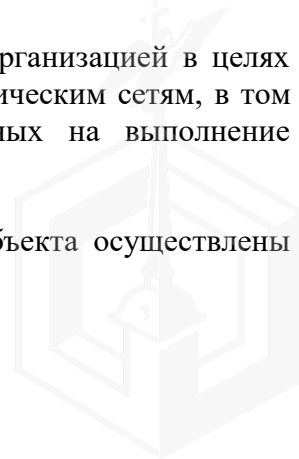 рганизацией в целях
ическим сетям, в том
ных на выполнение
бъекта осуществлены